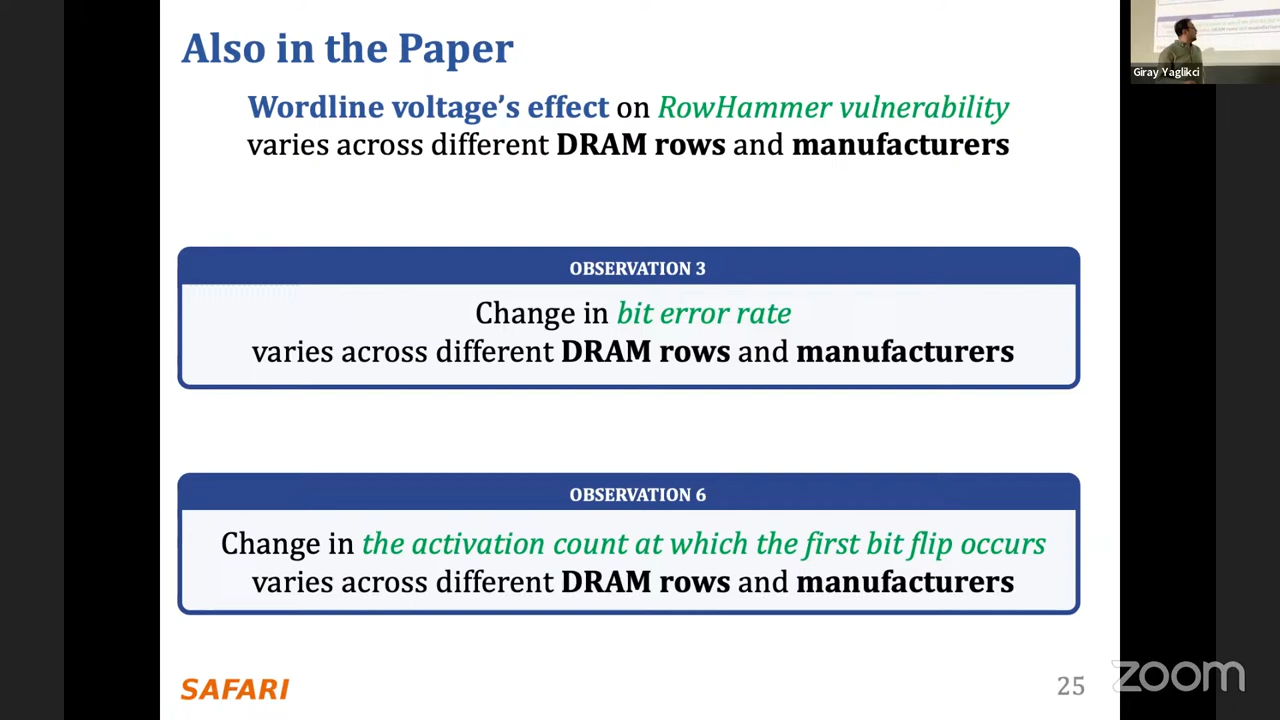 Also in the Paper
Wordline voltage's effect on RowHammer vulnerability
varies across different DRAM rows and manufacturers
OBSERVATION 3
Change in bit error rate
varies across different DRAM rows and manufacturers
OBSERVATION 6
Change in the activation count at which the first bit flip occurs
varies across different DRAM rows and manufacturers
SAFARI
25
zoom
Giray Yaglikci